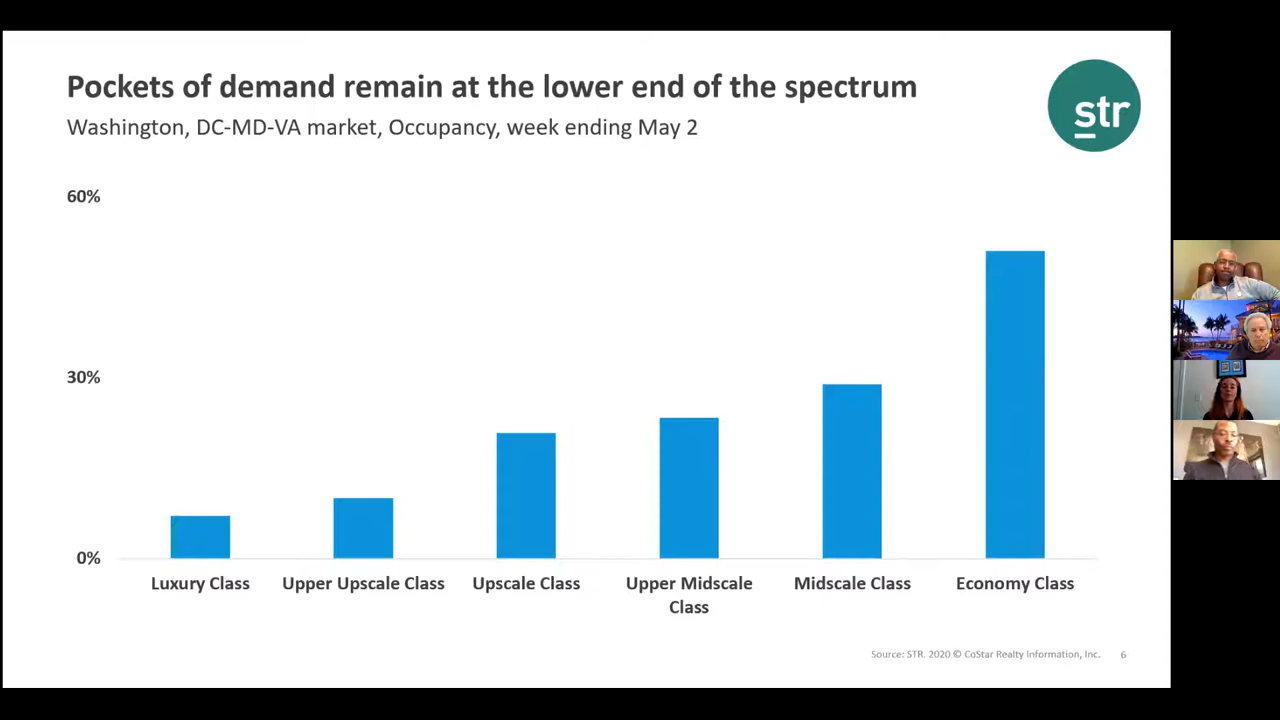 Pockets of demand remain at the lower end of the spectrum
Washington, DC-MD-VA market, Occupancy, week ending May 2
str
60%
30%
0%
Luxury Class
Upper Upscale Class
Upscale Class
Upper Midscale
Class
Midscale Class
Economy Class
Source: STR. 2020 © CoStar Realty Information, Inc.
6